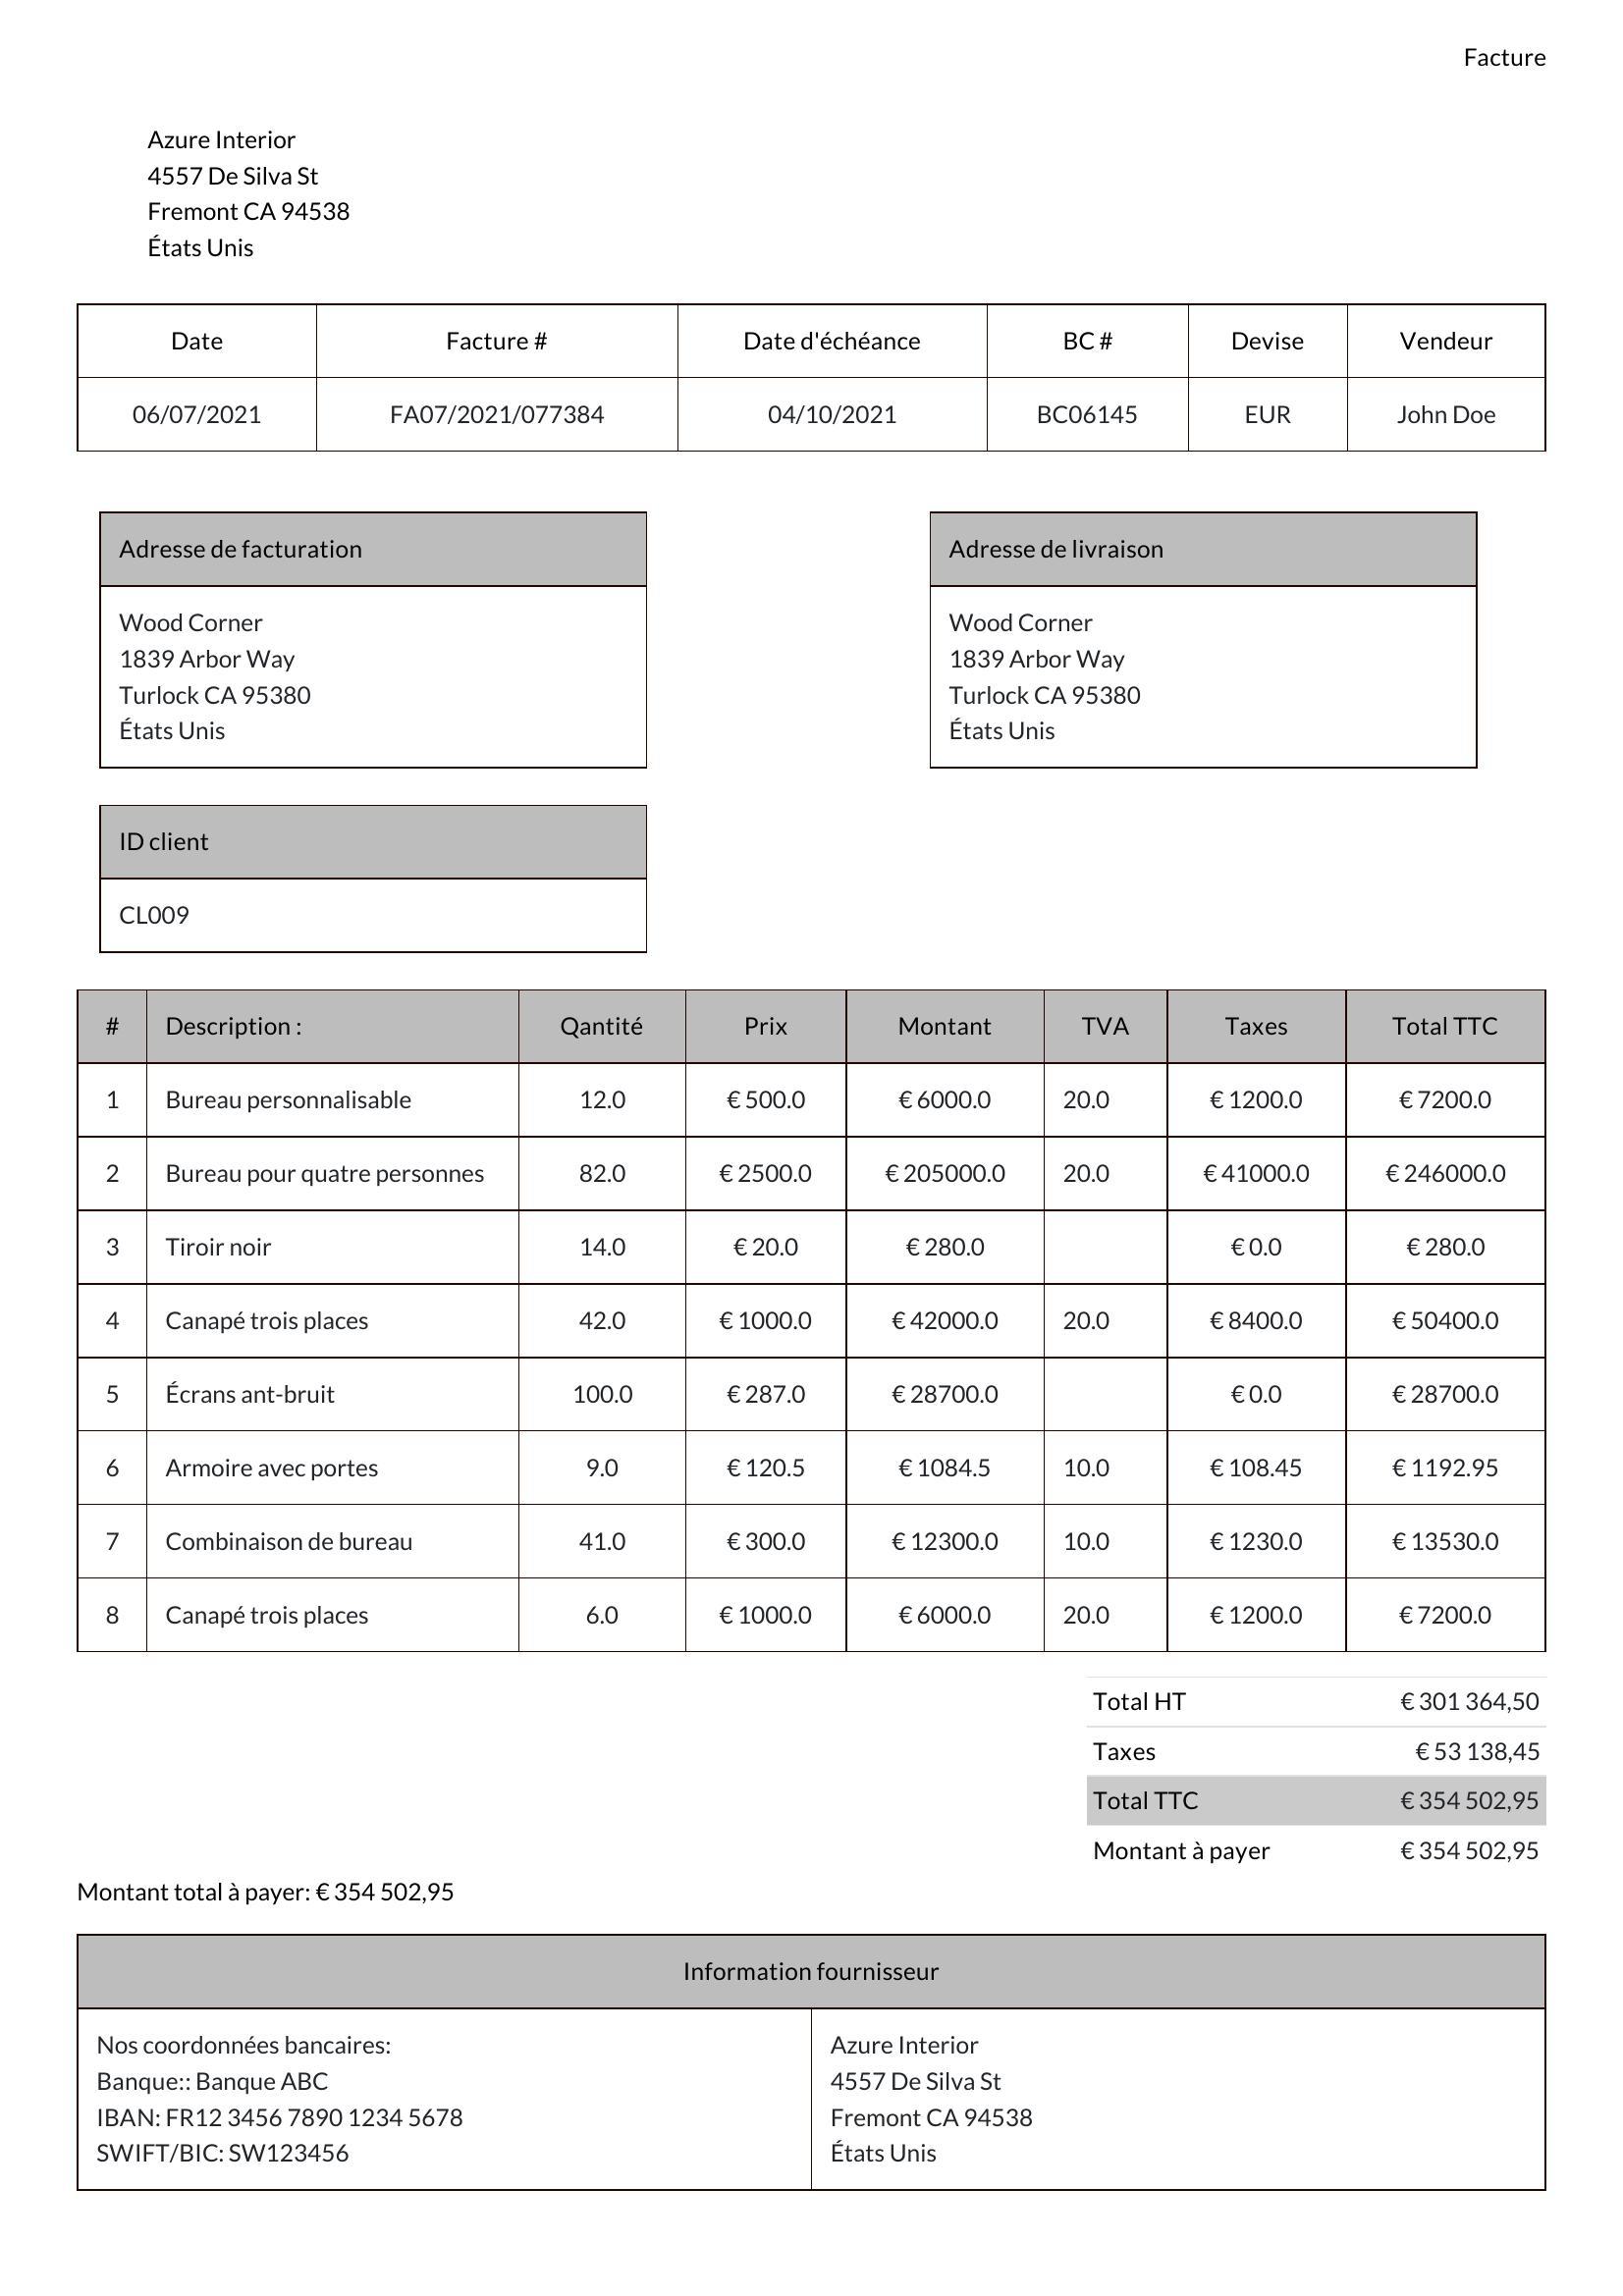 Facture
Azure Interior
4557 De Silva St
Fremont CA 94538
États Unis
Date Facture # Date d'échéance BC # Devise Vendeur
06/07/2021 FA07/2021/077384 04/10/2021 BC06145 EUR John Doe
Adresse de facturation
Wood Corner
1839 Arbor Way
Turlock CA 95380
États Unis
Adresse de livraison
Wood Corner
1839 Arbor Way
Turlock CA 95380
États Unis
ID client
CL009
# Description : Qantité Prix Montant TVA Taxes Total TTC
1 Bureau personnalisable 12.0 € 500.0 € 6000.0 20.0 € 1200.0 € 7200.0
2 Bureau pour quatre personnes 82.0 € 2500.0 € 205000.0 20.0 € 41000.0 € 246000.0
3 Tiroir noir 14.0 € 20.0 € 280.0 € 0.0 € 280.0
4 Canapé trois places 42.0 € 1000.0 € 42000.0 20.0 € 8400.0 € 50400.0
5 Écrans ant-bruit 100.0 € 287.0 € 28700.0 € 0.0 € 28700.0
6 Armoire avec portes 9.0 € 120.5 € 1084.5 10.0 € 108.45 € 1192.95
7 Combinaison de bureau 41.0 € 300.0 € 12300.0 10.0 € 1230.0 € 13530.0
8 Canapé trois places 6.0 € 1000.0 € 6000.0 20.0 € 1200.0 € 7200.0
Total HT € 301 364,50
Taxes € 53 138,45
Total TTC € 354 502,95
Montant à payer € 354 502,95
Montant total à payer: € 354 502,95
Information fournisseur
Nos coordonnées bancaires:
Banque:: Banque ABC
IBAN: FR12 3456 7890 1234 5678
SWIFT/BIC: SW123456
Azure Interior
4557 De Silva St
Fremont CA 94538
États Unis